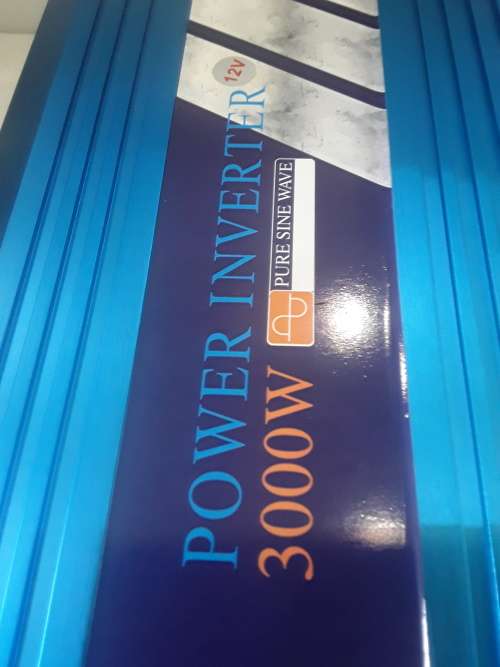 12V
POWER INVERTER
3000W
PURE SINE WAVE